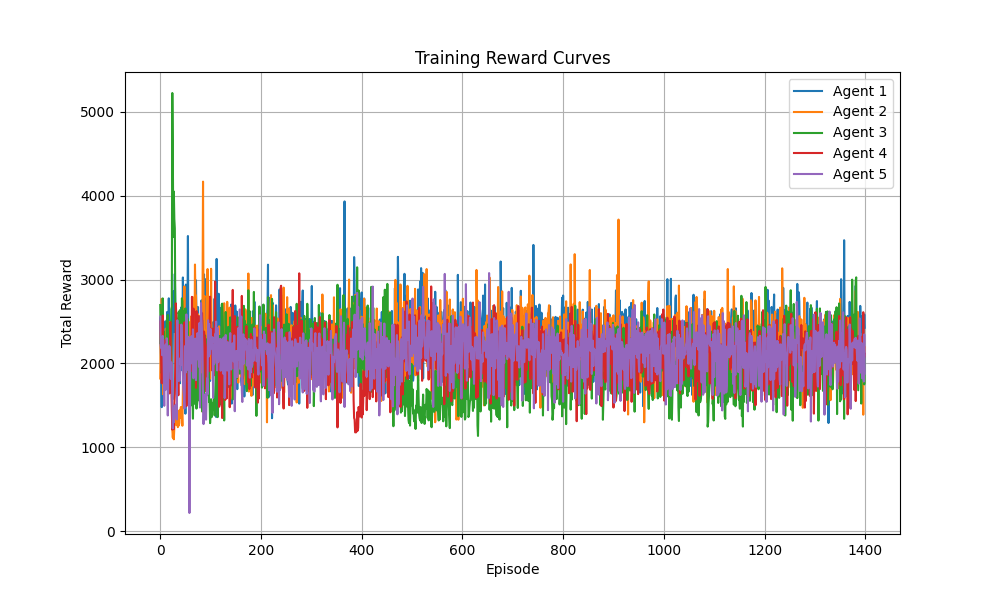 Training Reward Curves
Total Reward
5000
4000
3000
2000
1000
0
Agent 1
Agent 2
Agent 3
Agent 4
Agent 5
0 200 400 600 800 1000 1200 1400
Episode